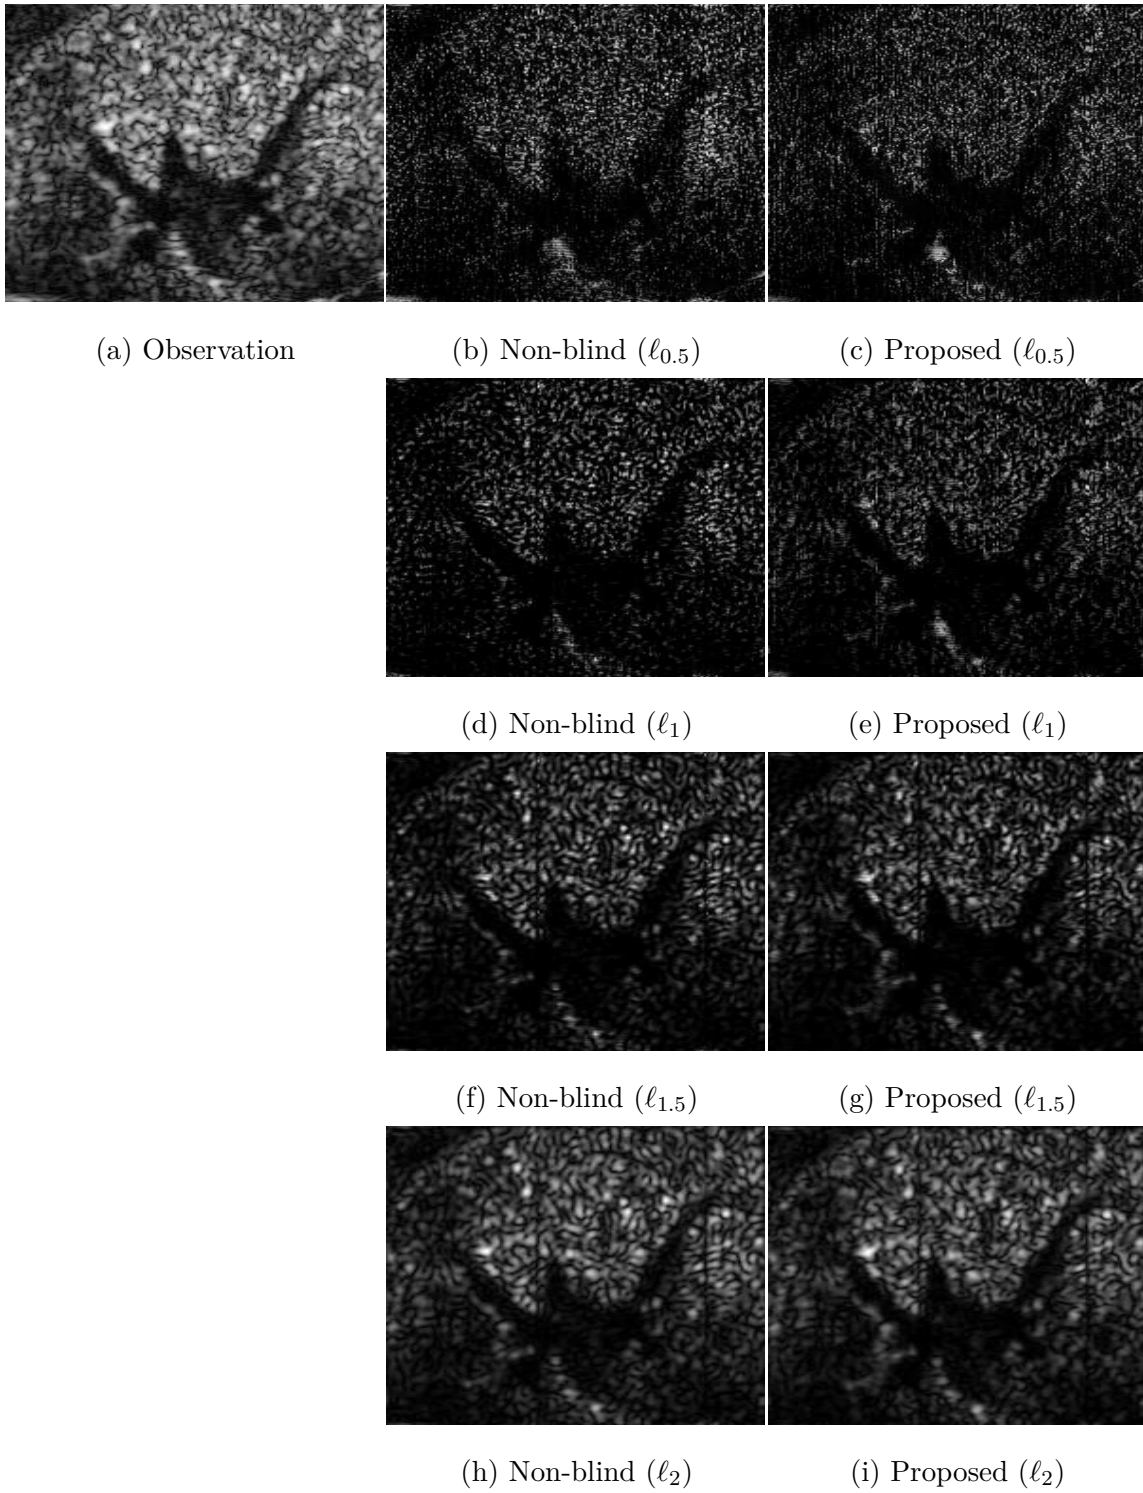 (a) Observation (b) Non-blind (ℓ0.5) (c) Proposed (ℓ0.5)
(d) Non-blind (ℓ1) (e) Proposed (ℓ1)
(f) Non-blind (ℓ1.5) (g) Proposed (ℓ1.5)
(h) Non-blind (ℓ2) (i) Proposed (ℓ2)